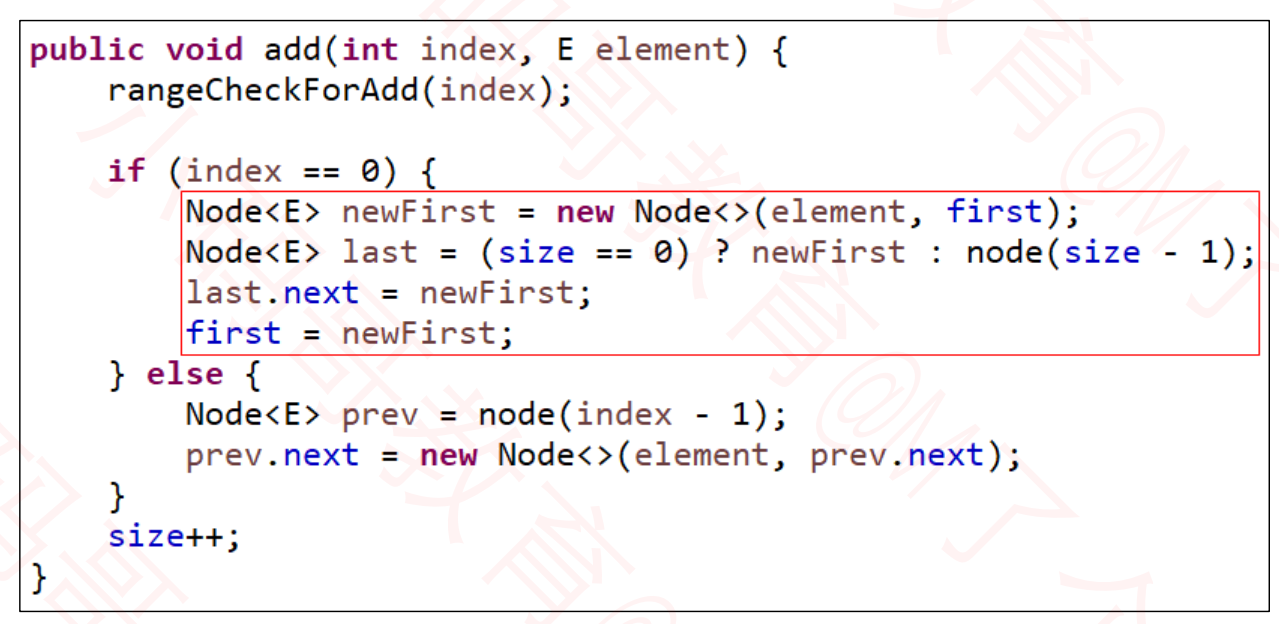 public void add(int index, E element) {
    rangeCheckForAdd(index);

    if (index == 0) {
        Node<E> newFirst = new Node<>(element, first);
        Node<E> last = (size == 0) ? newFirst : node(size - 1);
        last.next = newFirst;
        first = newFirst;
    } else {
        Node<E> prev = node(index - 1);
        prev.next = new Node<>(element, prev.next);
    }
    size++;
}